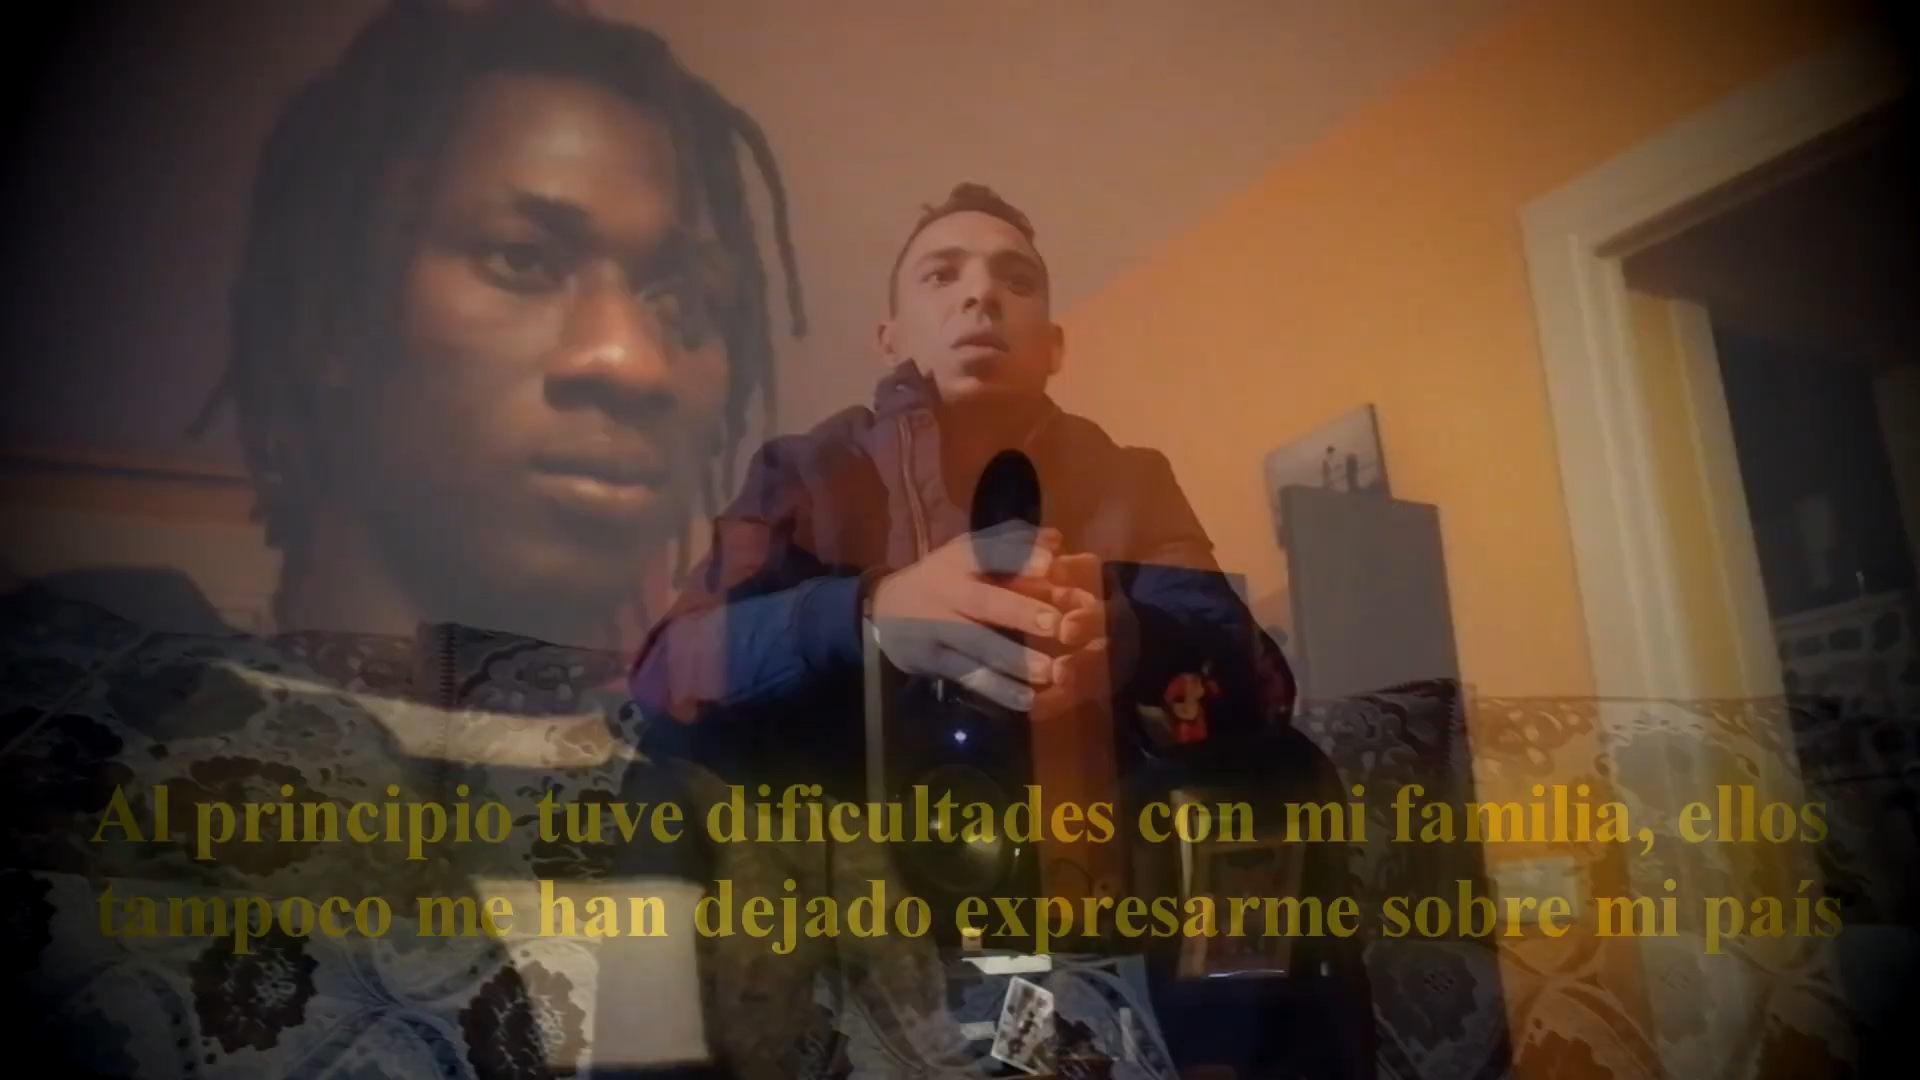 Al principio tuve dificultades con mi familia, ellos
tampoco me han dejado expresarme sobre mi país